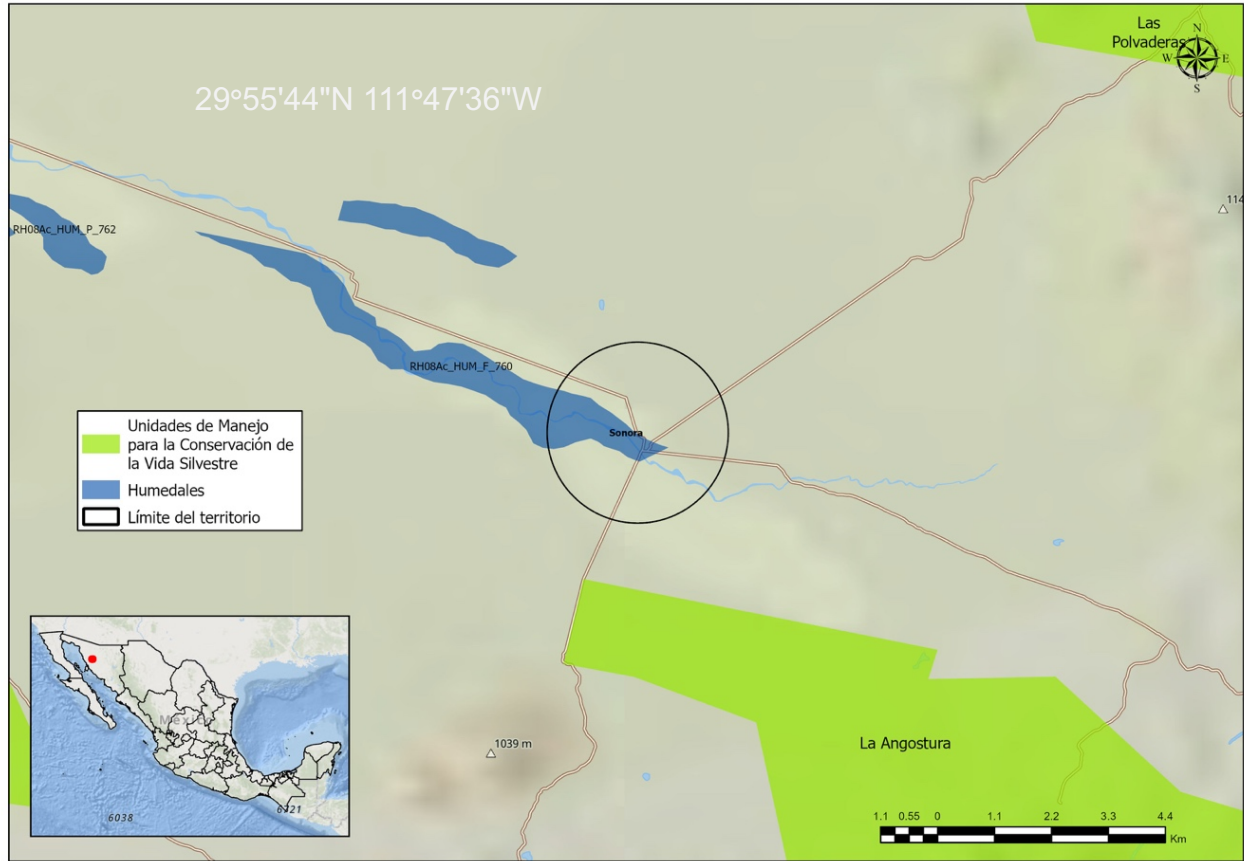 Las
Polvaderas
N
W E
S
29°55'44"N 111°47'36"W
114
RH08Ac_HUM_P_762
RH08Ac_HUM_F_760
Sonora
Unidades de Manejo
para la Conservación de
la Vida Silvestre
Humedales
Límite del territorio
1039 m
La Angostura
México
6038
6321
1.1 0.55 0 1.1 2.2 3.3 4.4
Km